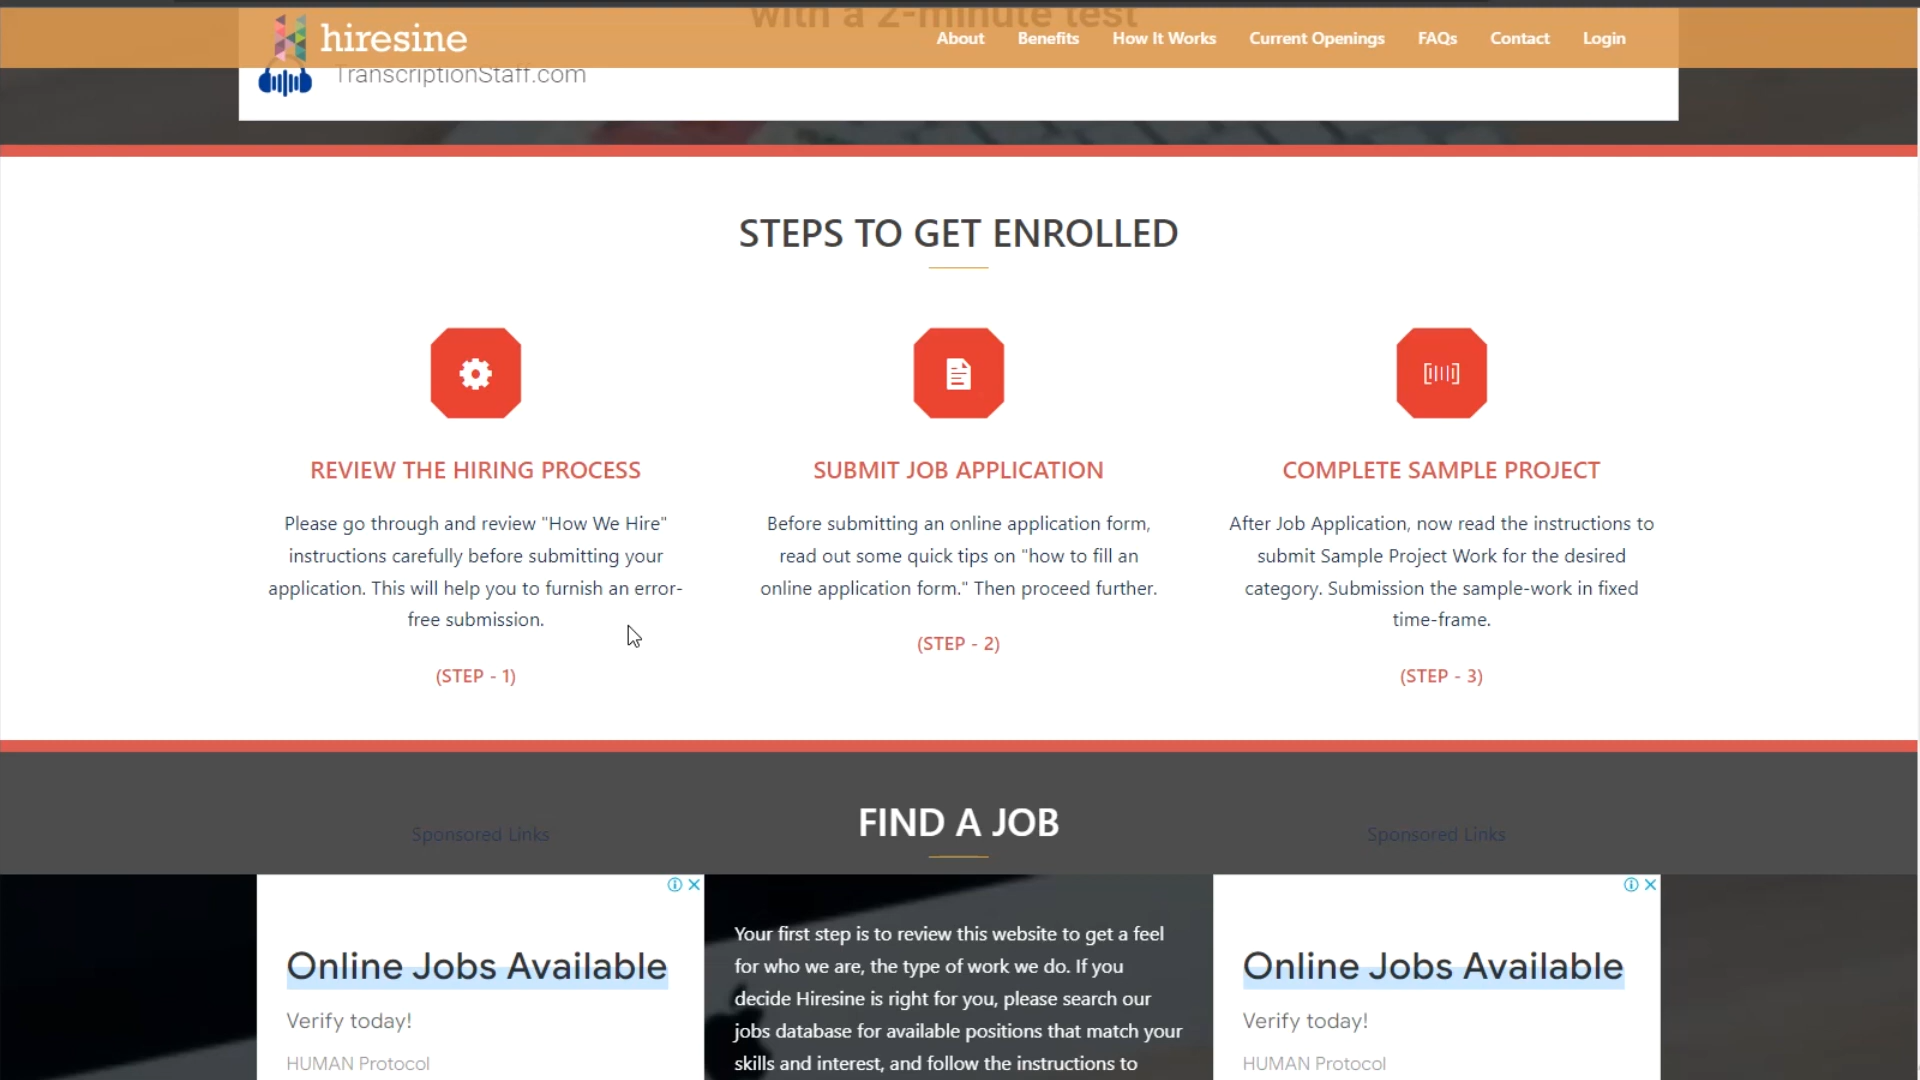 with a 2-minute test
hiresine
About
Benefits
How It Works
Current Openings
FAQs
Contact
Login
TranscriptionStaff.com
STEPS TO GET ENROLLED
REVIEW THE HIRING PROCESS
Please go through and review "How We Hire"
instructions carefully before submitting your
application. This will help you to furnish an error-
free submission.
(STEP - 1)
SUBMIT JOB APPLICATION
Before submitting an online application form,
read out some quick tips on "how to fill an
online application form." Then proceed further.
(STEP - 2)
COMPLETE SAMPLE PROJECT
After Job Application, now read the instructions to
submit Sample Project Work for the desired
category. Submission the sample-work in fixed
time-frame.
(STEP - 3)
FIND A JOB
Sponsored Links
Online Jobs Available
Verify today!
HUMAN Protocol
Your first step is to review this website to get a feel
for who we are, the type of work we do. If you
decide Hiresine is right for you, please search our
jobs database for available positions that match your
skills and interest, and follow the instructions to
Sponsored Links
Online Jobs Available
Verify today!
HUMAN Protocol